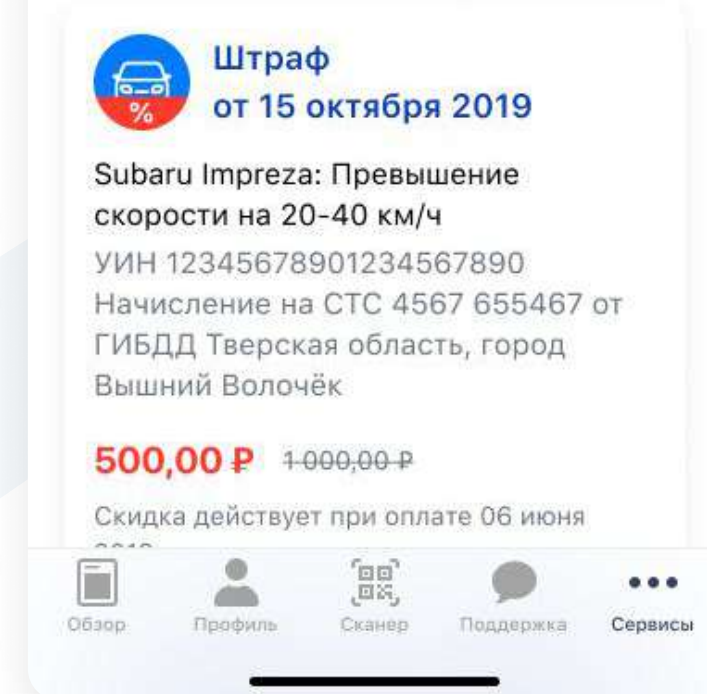 %
Штраф
от 15 октября 2019
Subaru Impreza: Превышение
скорости на 20-40 км/ч
УИН 12345678901234567890
Начисление на СТС 4567 655467 от
ГИБДД Тверская область, город
Вышний Волочёк
500,00 ₽ 1 000,00 ₽
Скидка действует при оплате 06 июня
Обзор Профиль Сканер Поддержка Сервисы